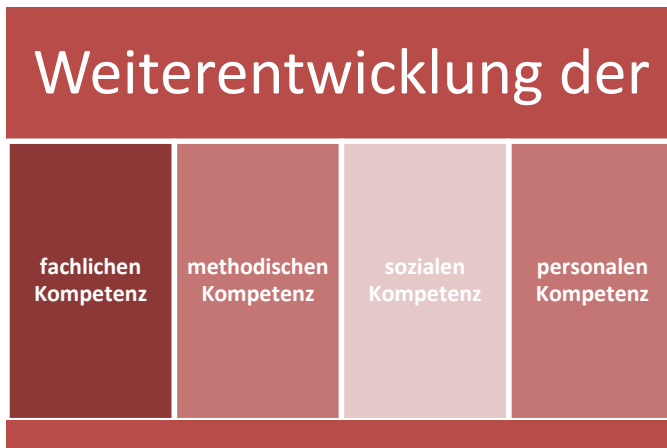 Weiterentwicklung der
fachlichen
Kompetenz
methodischen
Kompetenz
sozialen
Kompetenz
personalen
Kompetenz